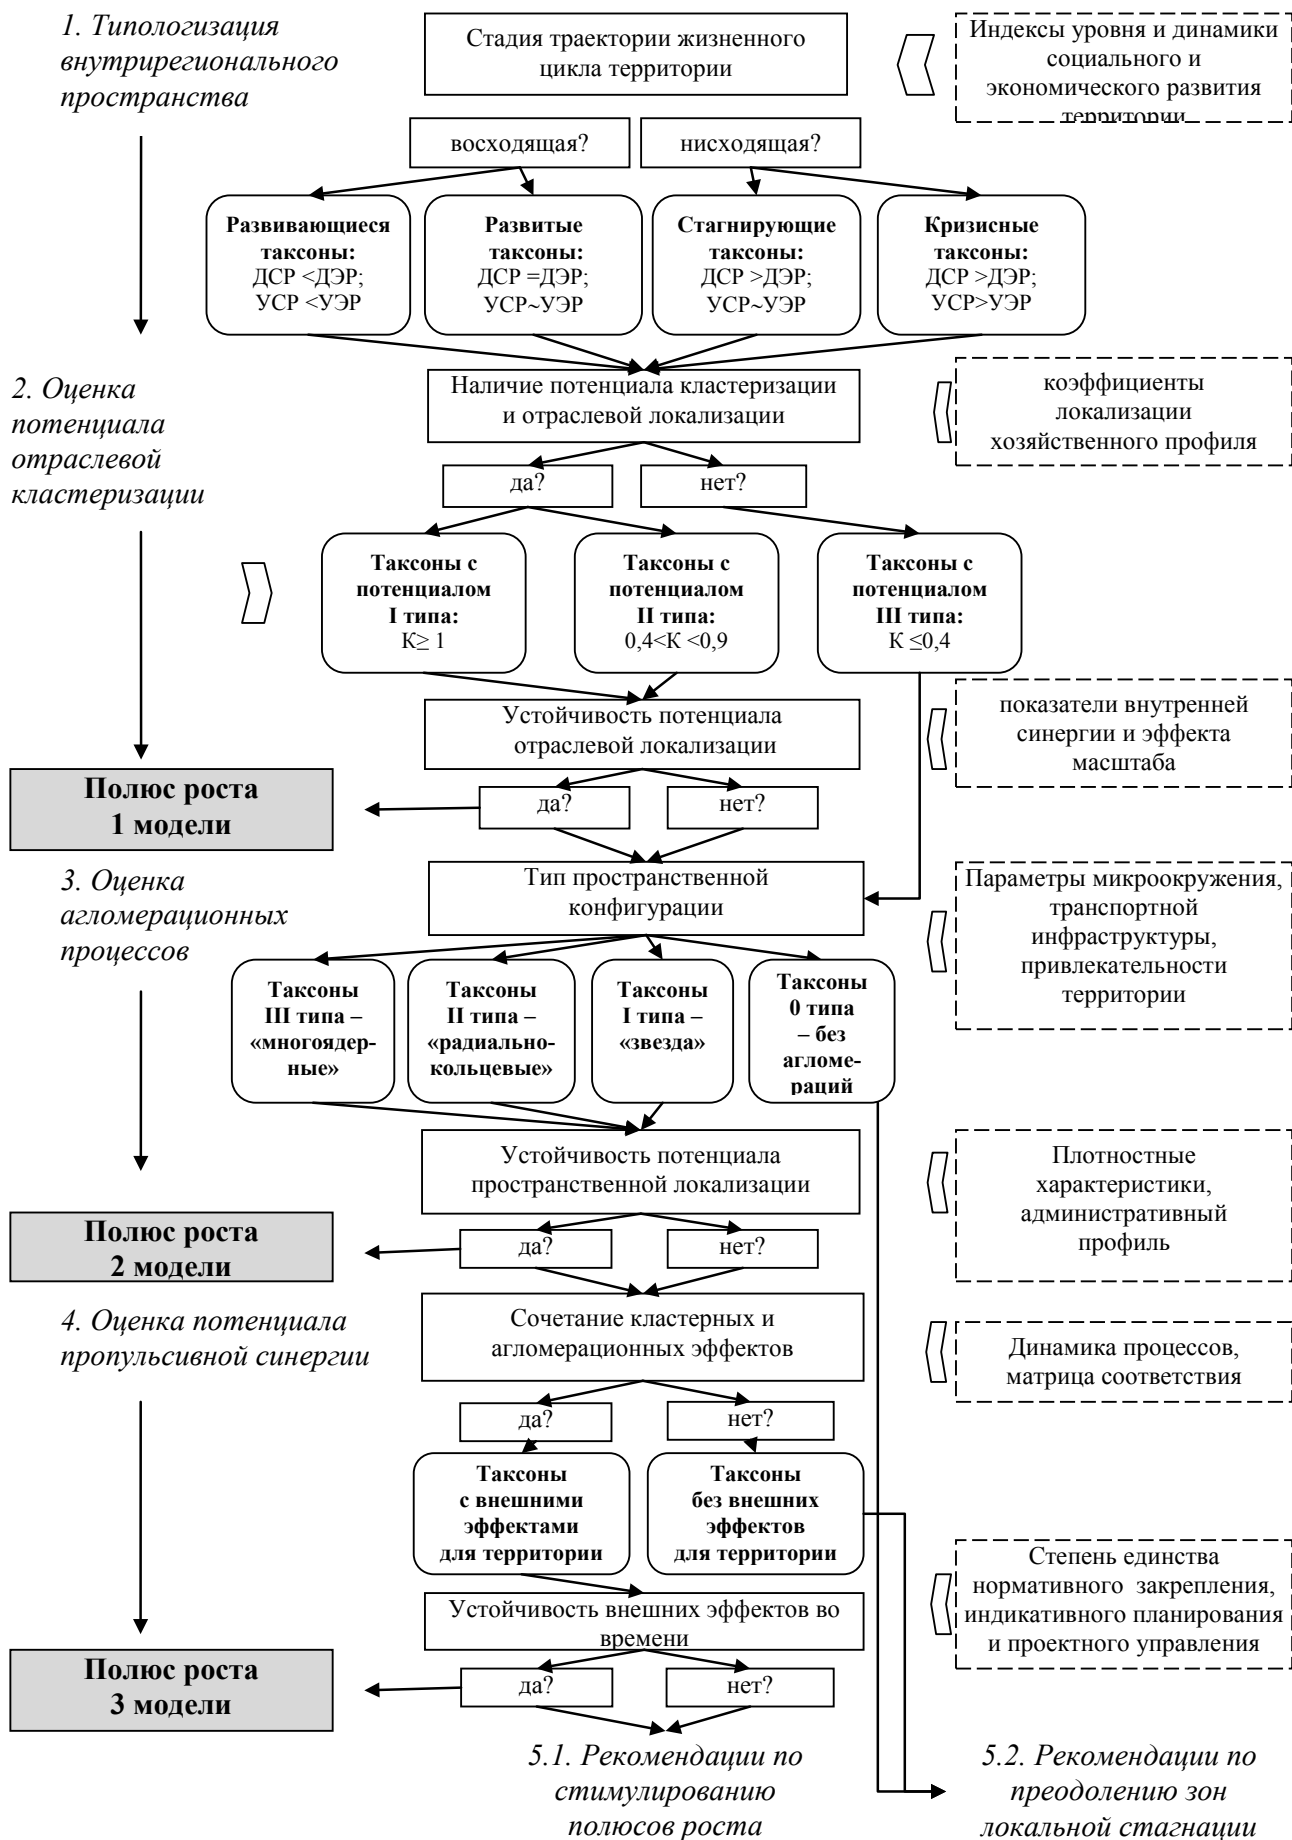 1. Типологизация
внутрирегионального
пространства
Стадия траектории жизненного
цикла территории
Индексы уровня и динамики
социального и
экономического развития
территории
восходящая?
нисходящая?
Развивающиеся
таксоны:
ДСР <ДЭР;
УСР <УЭР
Развитые
таксоны:
ДСР =ДЭР;
УСР~УЭР
Стагнирующие
таксоны:
ДСР >ДЭР;
УСР~УЭР
Кризисные
таксоны:
ДСР >ДЭР;
УСР>УЭР
2. Оценка
потенциала
отраслевой
кластеризации
Наличие потенциала кластеризации
и отраслевой локализации
коэффициенты
локализации
хозяйственного профиля
да?
нет?
Таксоны с
потенциалом
I типа:
К≥ 1
Таксоны с
потенциалом
II типа:
0,4<К <0,9
Таксоны с
потенциалом
III типа:
К ≤0,4
Устойчивость потенциала
отраслевой локализации
показатели внутренней
синергии и эффекта
масштаба
Полюс роста
1 модели
да?
нет?
3. Оценка
агломерационных
процессов
Тип пространственной
конфигурации
Параметры микроокружения,
транспортной
инфраструктуры,
привлекательности
территории
Таксоны
III типа –
«многоядер-
ные»
Таксоны
II типа –
«радиально-
кольцевые»
Таксоны
I типа –
«звезда»
Таксоны
0 типа
– без
агломе-
раций
Устойчивость потенциала
пространственной локализации
Плотностные
характеристики,
административный
профиль
Полюс роста
2 модели
да?
нет?
4. Оценка потенциала
пропульсивной синергии
Сочетание кластерных и
агломерационных эффектов
Динамика процессов,
матрица соответствия
да?
нет?
Таксоны
с внешними
эффектами
для территории
Таксоны
без внешних
эффектов
для территории
Степень единства
нормативного закрепления,
индикативного планирования
и проектного управления
Устойчивость внешних эффектов во
времени
Полюс роста
3 модели
да?
нет?
5.1. Рекомендации по
стимулированию
полюсов роста
5.2. Рекомендации по
преодолению зон
локальной стагнации